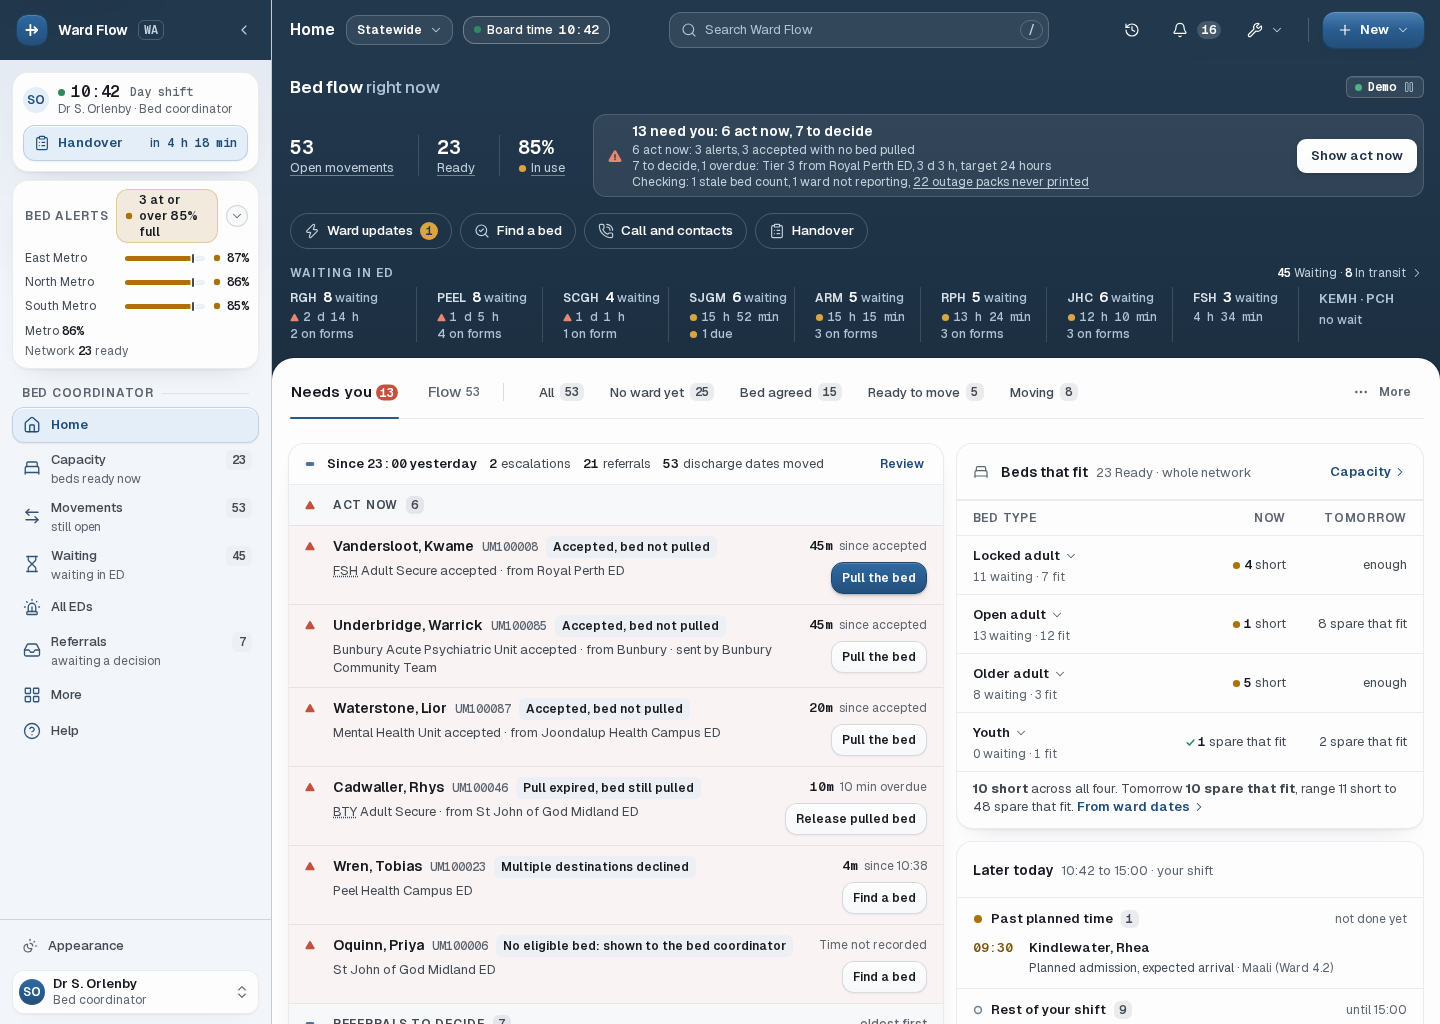 Ward Flow WA
SO
10:42 Day shift
Dr S. Orlenby · Bed coordinator
Handover in 4 h 18 min
BED ALERTS
3 at or over 85% full
East Metro 87%
North Metro 86%
South Metro 85%
Metro 86%
Network 23 ready
BED COORDINATOR
Home
Capacity 23
beds ready now
Movements 53
still open
Waiting 45
waiting in ED
All EDs
Referrals 7
awaiting a decision
More
Help
Appearance
SO
Dr S. Orlenby
Bed coordinator
Home Statewide Board time 10:42
Search Ward Flow /
16
New
Bed flow right now
Demo
53
Open movements
23
Ready
85%
In use
13 need you: 6 act now, 7 to decide
6 act now: 3 alerts, 3 accepted with no bed pulled
7 to decide, 1 overdue: Tier 3 from Royal Perth ED, 3 d 3 h, target 24 hours
Checking: 1 stale bed count, 1 ward not reporting, 22 outage packs never printed
Show act now
Ward updates 1
Find a bed
Call and contacts
Handover
WAITING IN ED
45 Waiting · 8 In transit
RGH 8 waiting
2 d 14 h
2 on forms
PEEL 8 waiting
1 d 5 h
4 on forms
SCGH 4 waiting
1 d 1 h
1 on form
SJGM 6 waiting
15 h 52 min
1 due
ARM 5 waiting
15 h 15 min
3 on forms
RPH 5 waiting
13 h 24 min
3 on forms
JHC 6 waiting
12 h 10 min
3 on forms
FSH 3 waiting
4 h 34 min
KEMH · PCH
no wait
Needs you 13
Flow 53
All 53
No ward yet 25
Bed agreed 15
Ready to move 5
Moving 8
More
Since 23:00 yesterday 2 escalations 21 referrals 53 discharge dates moved Review
ACT NOW 6
Vandersloot, Kwame UM100008 Accepted, bed not pulled 45m since accepted
FSH Adult Secure accepted · from Royal Perth ED
Pull the bed
Underbridge, Warrick UM100085 Accepted, bed not pulled 45m since accepted
Bunbury Acute Psychiatric Unit accepted · from Bunbury · sent by Bunbury
Community Team
Pull the bed
Waterstone, Lior UM100087 Accepted, bed not pulled 20m since accepted
Mental Health Unit accepted · from Joondalup Health Campus ED
Pull the bed
Cadwaller, Rhys UM100046 Pull expired, bed still pulled 10m 10 min overdue
BTY Adult Secure · from St John of God Midland ED
Release pulled bed
Wren, Tobias UM100023 Multiple destinations declined 4m since 10:38
Peel Health Campus ED
Find a bed
Oquinn, Priya UM100006 No eligible bed: shown to the bed coordinator Time not recorded
St John of God Midland ED
Find a bed
REFERRALS TO DECIDE 7 oldest first
Beds that fit 23 Ready · whole network Capacity
BED TYPE NOW TOMORROW
Locked adult
11 waiting · 7 fit
4 short
enough
Open adult
13 waiting · 12 fit
1 short
8 spare that fit
Older adult
8 waiting · 3 fit
5 short
enough
Youth
0 waiting · 1 fit
1 spare that fit
2 spare that fit
10 short across all four. Tomorrow 10 spare that fit, range 11 short to
48 spare that fit. From ward dates
Later today 10:42 to 15:00 · your shift
Past planned time 1 not done yet
09:30 Kindlewater, Rhea
Planned admission, expected arrival · Maali (Ward 4.2)
Rest of your shift 9 until 15:00